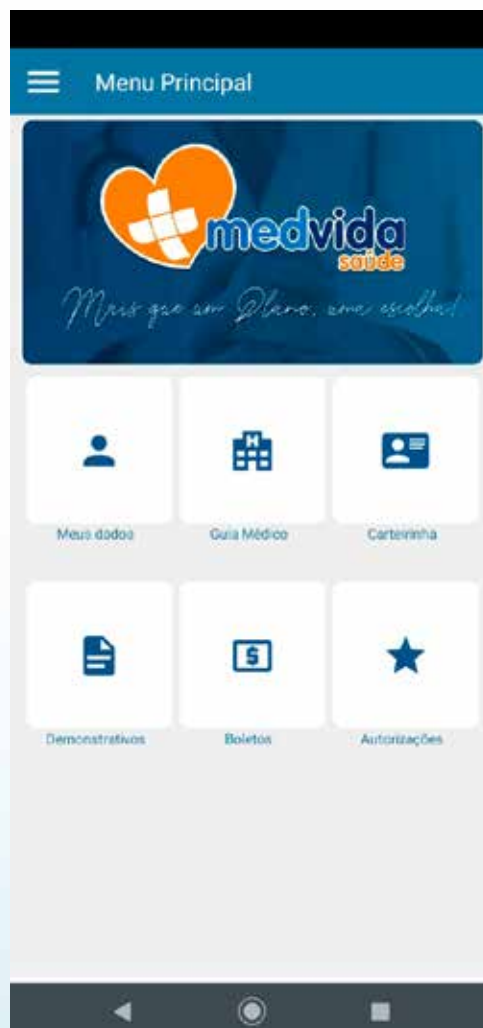 Menu Principal
medvida
saúde
Mais que um Plano, uma escolha!
Meus dados
Guia Médico
Carteirinha
Demonstrativos
Boletos
Autorizações